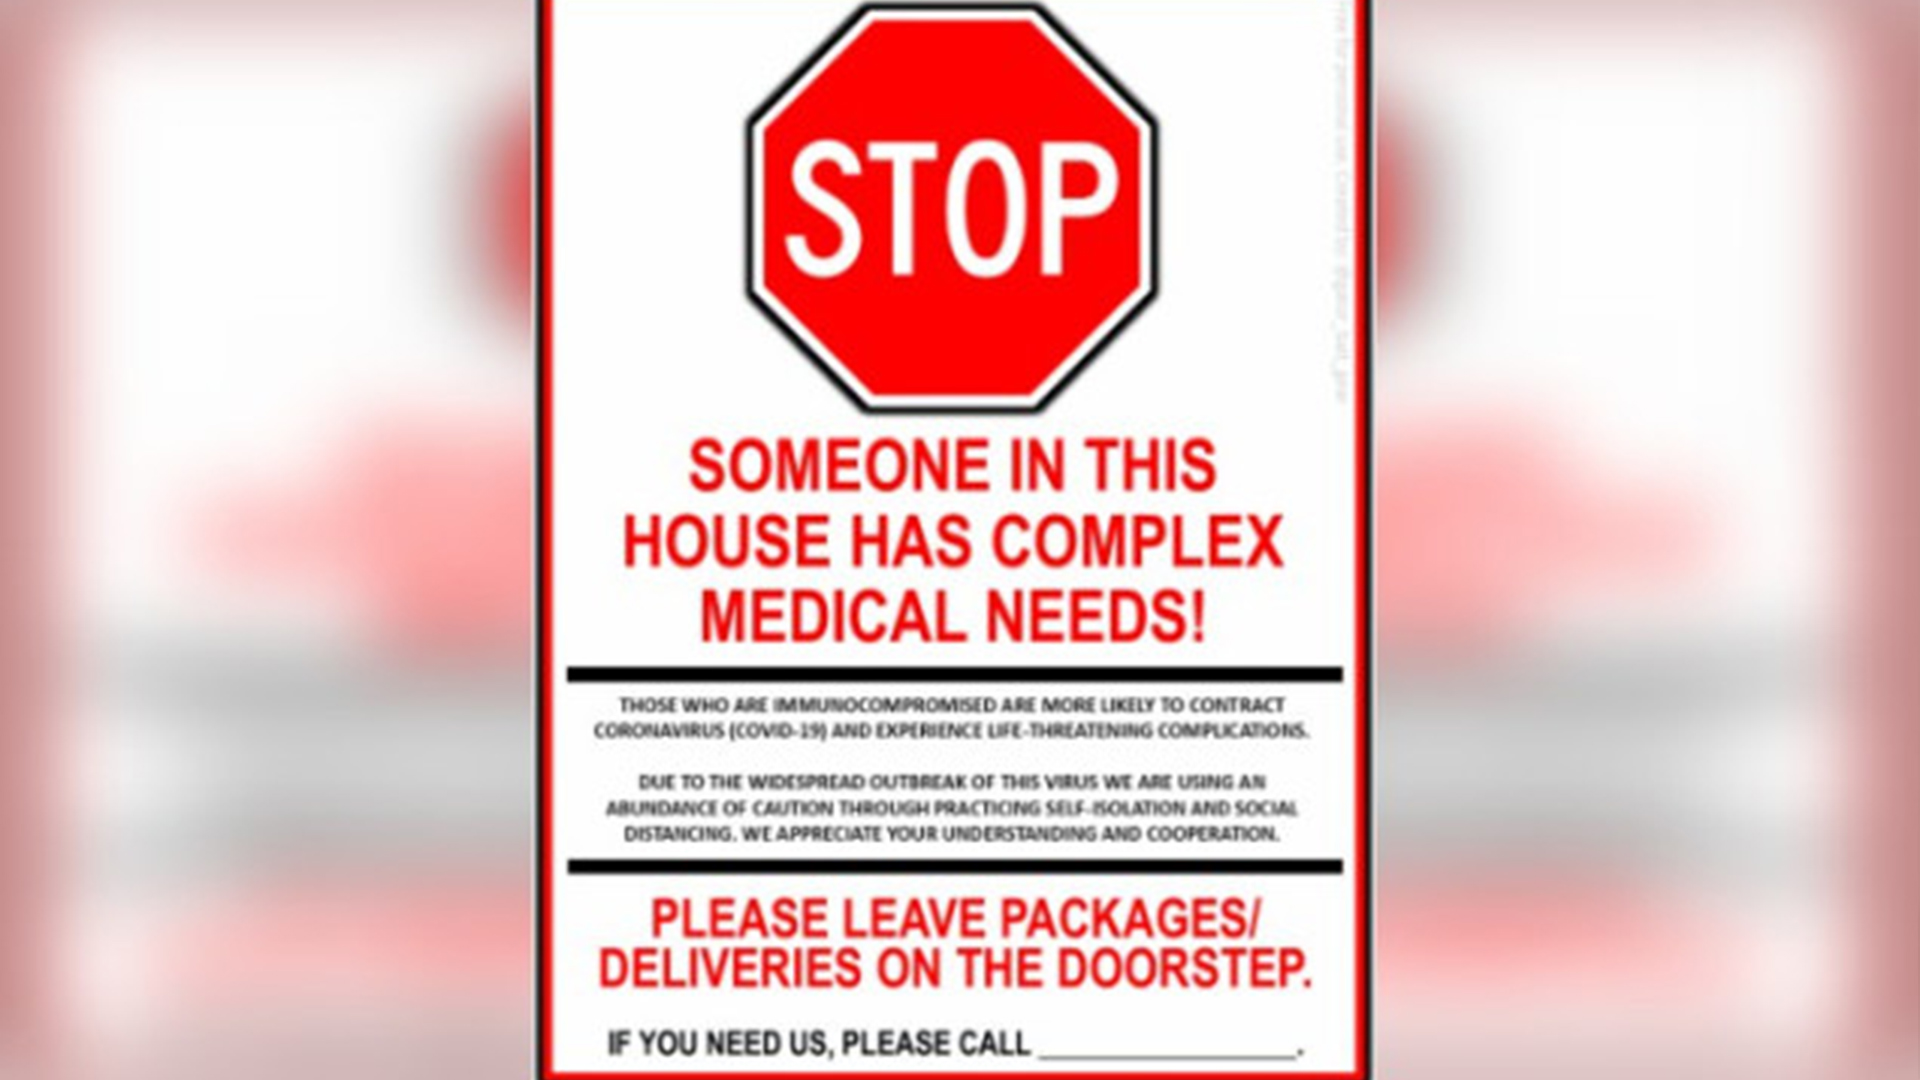 STOP
SOMEONE IN THIS
HOUSE HAS COMPLEX
MEDICAL NEEDS!
THOSE WHO ARE IMMUNOCOMPROMISED ARE MORE LIKELY TO CONTRACT
CORONAVIRUS (COVID-19) AND EXPERIENCE LIFE-THREATENING COMPLICATIONS.
DUE TO THE WIDESPREAD OUTBREAK OF THIS VIRUS WE ARE USING AN
ABUNDANCE OF CAUTION THROUGH PRACTICING SELF-ISOLATION AND SOCIAL
DISTANCING. WE APPRECIATE YOUR UNDERSTANDING AND COOPERATION.
PLEASE LEAVE PACKAGES/
DELIVERIES ON THE DOORSTEP.
IF YOU NEED US, PLEASE CALL ________________.